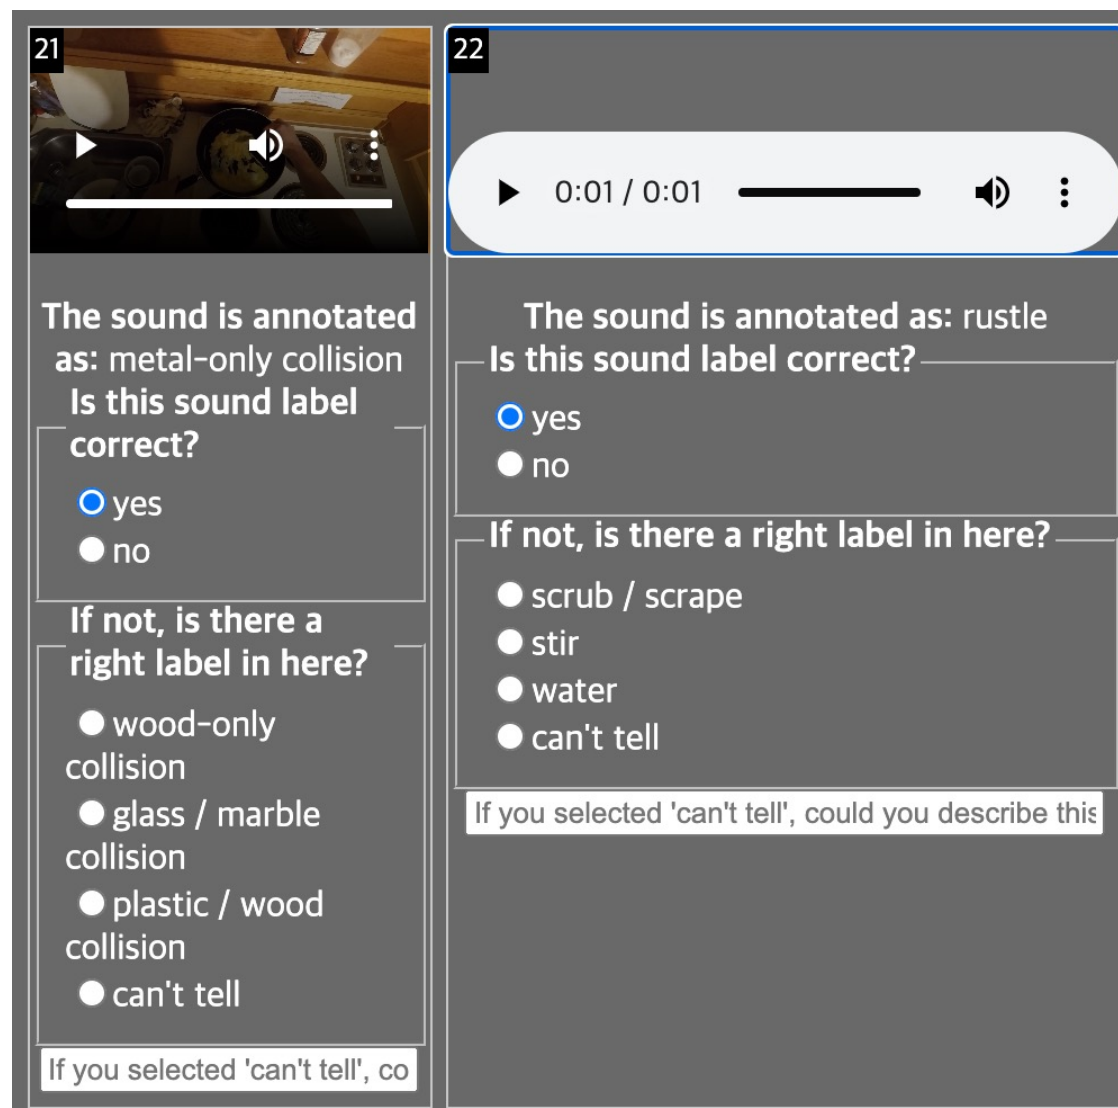 21
The sound is annotated
as: metal-only collision
Is this sound label
correct?
yes
no
If not, is there a
right label in here?
wood-only
collision
glass / marble
collision
plastic / wood
collision
can't tell
If you selected 'can't tell', co
22
0:01 / 0:01
The sound is annotated as: rustle
Is this sound label correct?
yes
no
If not, is there a right label in here?
scrub / scrape
stir
water
can't tell
If you selected 'can't tell', could you describe this